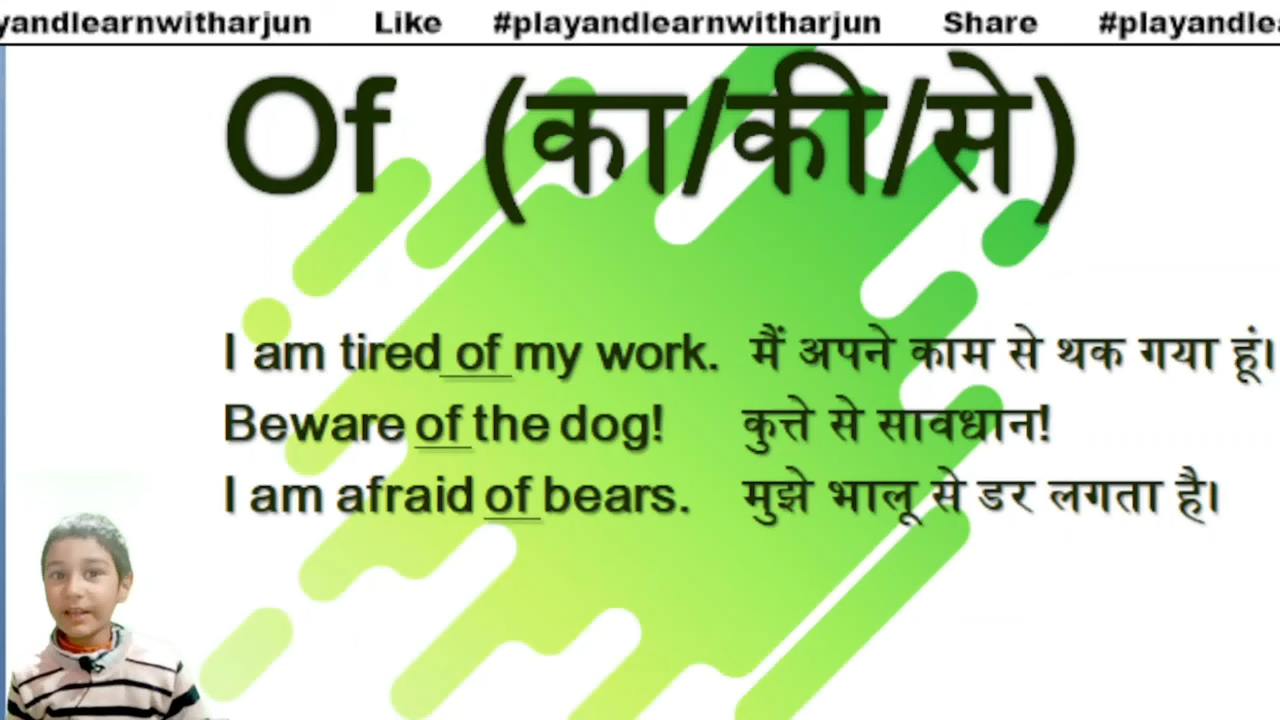 yandlearnwitharjun Like #playandlearnwitharjun Share #playandlea
Of (का/की/से)
I am tired of my work. मैं अपने काम से थक गया हूं।
Beware of the dog! कुत्ते से सावधान!
I am afraid of bears. मुझे भालू से डर लगता है।